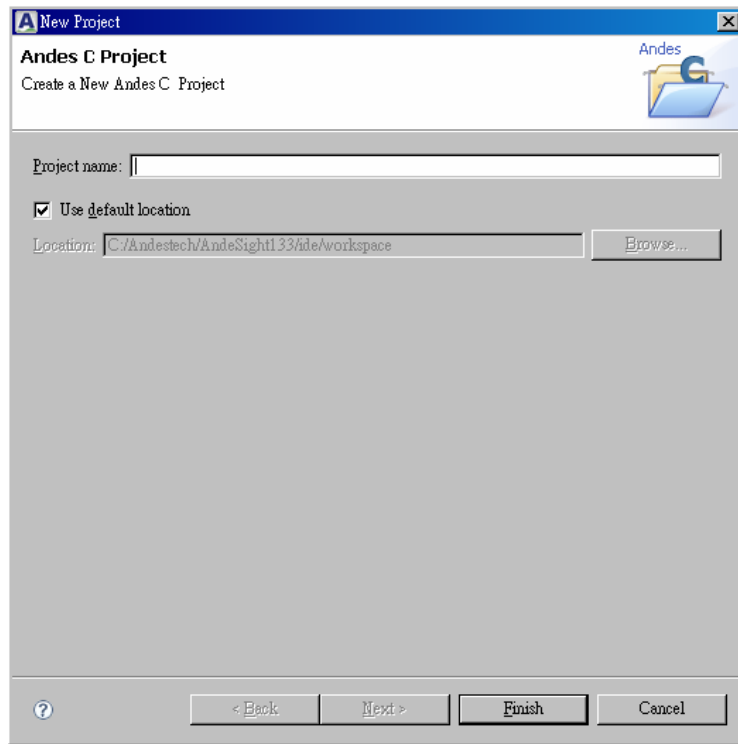 New Project
Andes C Project
Create a New Andes C  Project
Andes
C
Project name:
Use default location
Location: C:/Andestech/AndeSight133/ide/workspace
Browse...
?
< Back
Next >
Finish
Cancel